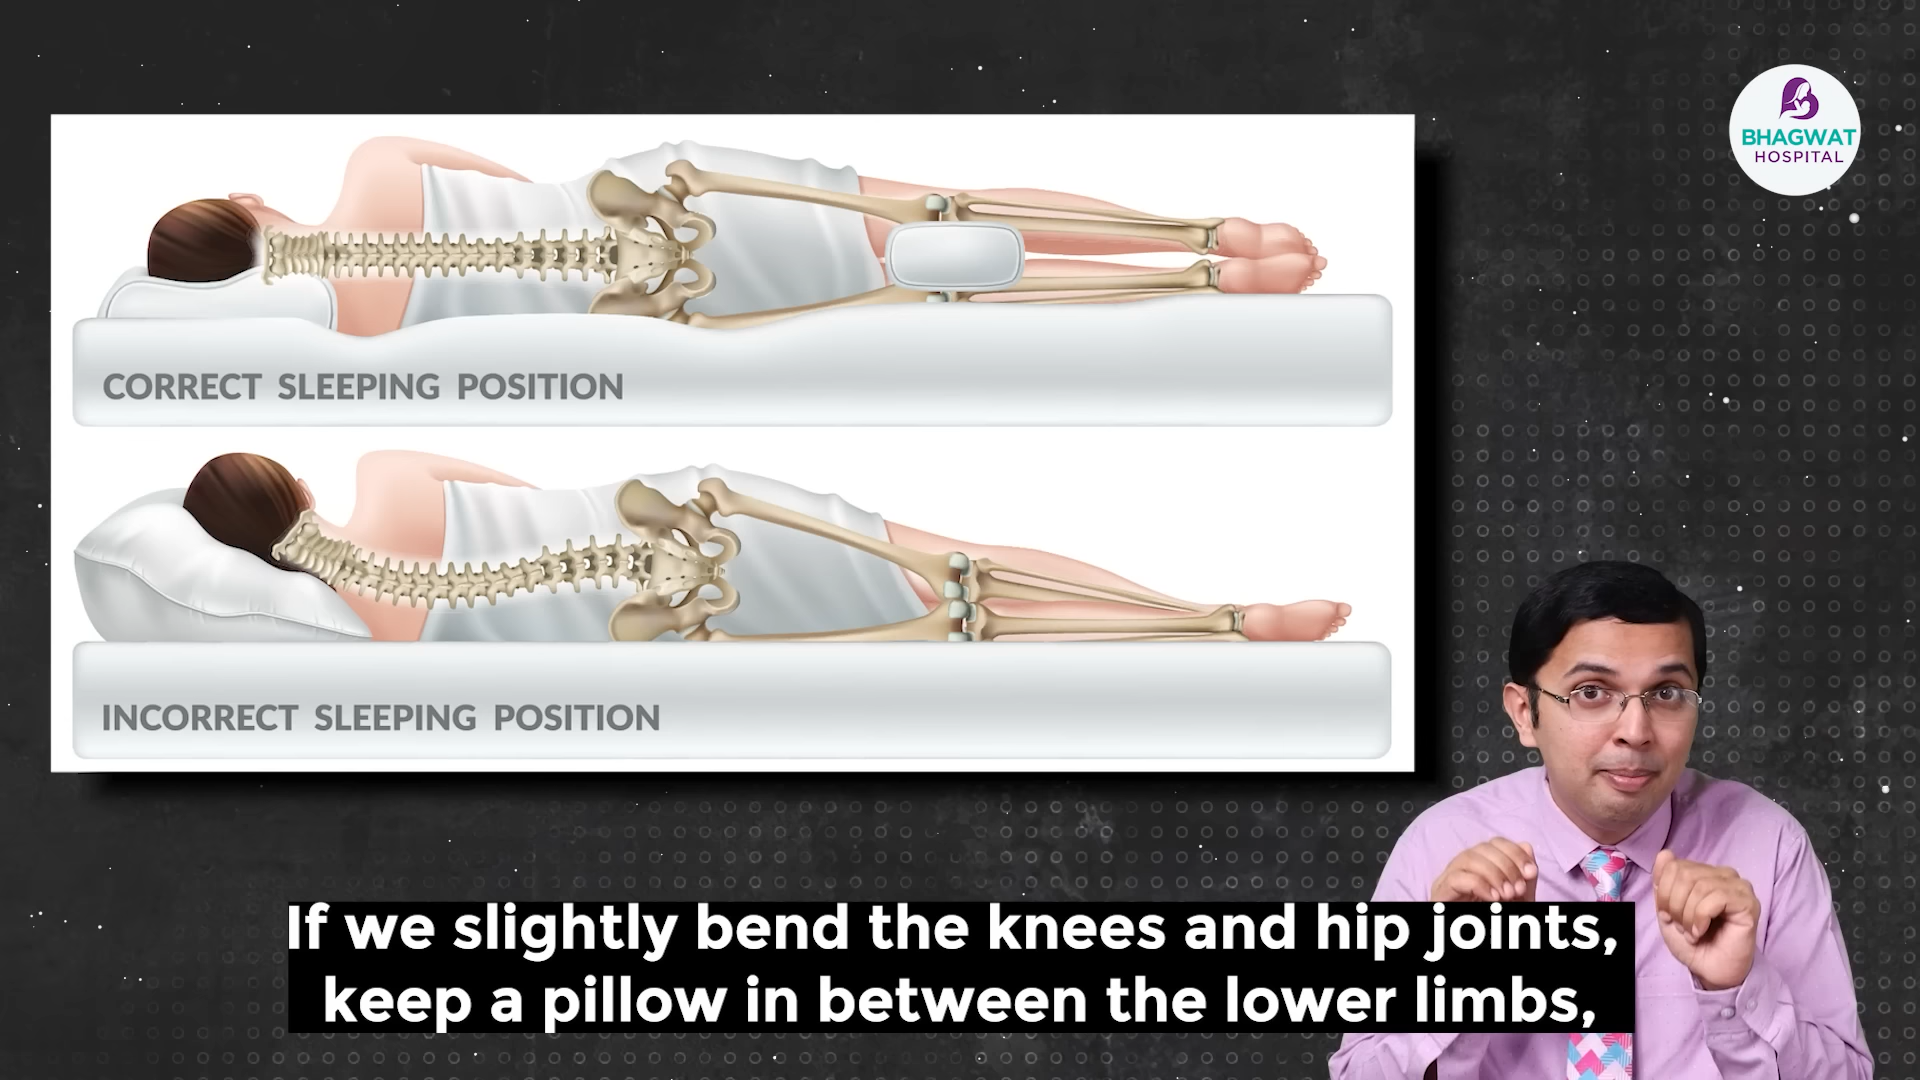 BHAGWAT
HOSPITAL
CORRECT SLEEPING POSITION
INCORRECT SLEEPING POSITION
If we slightly bend the knees and hip joints,
keep a pillow in between the lower limbs,